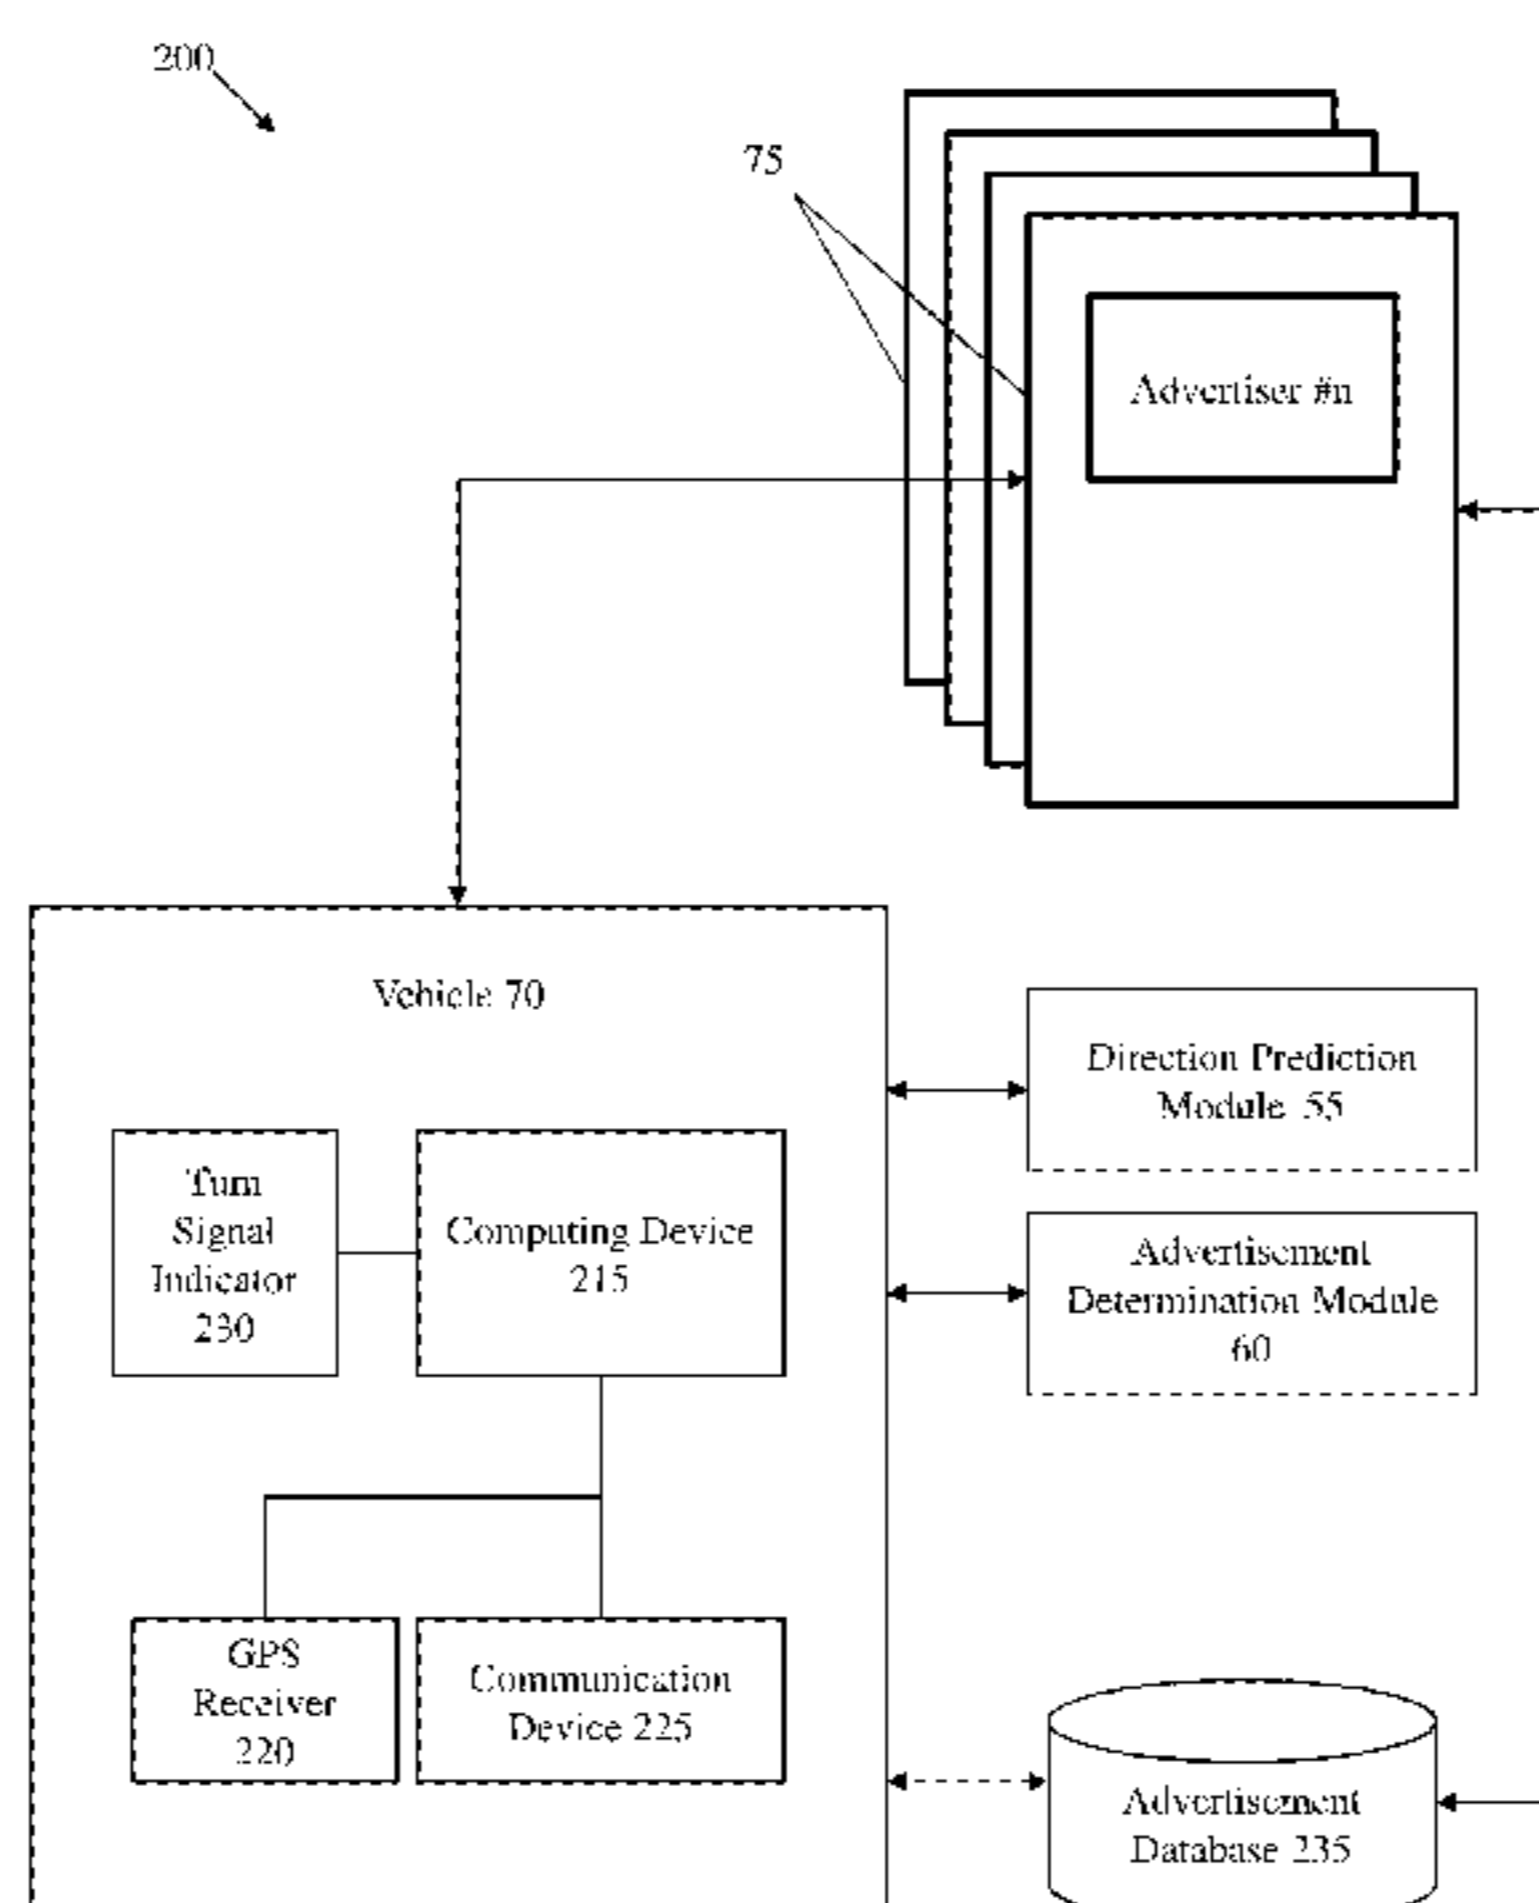 200
75
Advertiser #n
Vehicle 70
Direction Prediction
Module 55
Turn
Signal
Indicator
230
Computing Device
215
Advertisement
Determination Module
60
GPS
Receiver
220
Communication
Device 225
Advertisement
Database 235